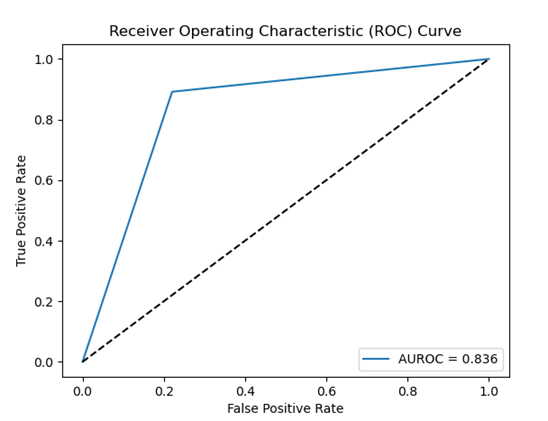 Receiver Operating Characteristic (ROC) Curve
1.0
0.8
0.6
0.4
0.2
0.0
True Positive Rate
AUROC = 0.836
0.0 0.2 0.4 0.6 0.8 1.0
False Positive Rate